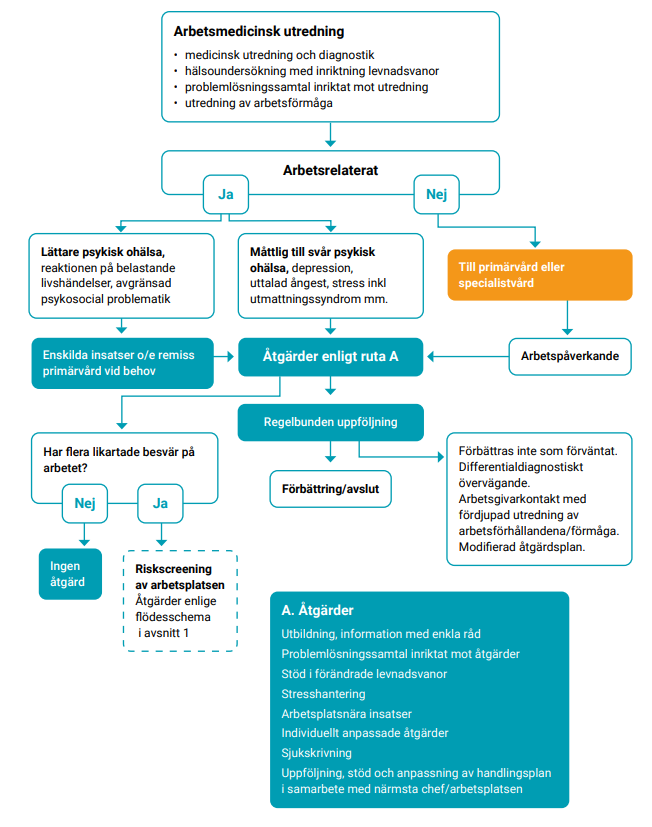 Arbetsmedicinsk utredning
• medicinsk utredning och diagnostik
• hälsoundersökning med inriktning levnadsvanor
• problemlösningssamtal inriktat mot utredning
• utredning av arbetsförmåga
Arbetsrelaterat
Ja
Nej
Lättare psykisk ohälsa,
reaktionen på belastande
livshändelser, avgränsad
psykosocial problematik
Måttlig till svår psykisk
ohälsa, depression,
uttalad ångest, stress inkl
utmattningssyndrom mm.
Till primärvård eller
specialistvård
Enskilda insatser o/e remiss
primärvård vid behov
Åtgärder enligt ruta A
Arbetspåverkande
Regelbunden uppföljning
Har flera likartade besvär på
arbetet?
Nej
Ja
Förbättring/avslut
Förbättras inte som förväntat.
Differentialdiagnostiskt
övervägande.
Arbetsgivarkontakt med
fördjupad utredning av
arbetsförhållandena/förmåga.
Modifierad åtgärdsplan.
Ingen
åtgärd
Riskscreening
av arbetsplatsen
Åtgärder enlige
flödesschema
i avsnitt 1
A. Åtgärder
Utbildning, information med enkla råd
Problemlösningssamtal inriktat mot åtgärder
Stöd i förändrade levnadsvanor
Stresshantering
Arbetsplatsnära insatser
Individuellt anpassade åtgärder
Sjukskrivning
Uppföljning, stöd och anpassning av handlingsplan
i samarbete med närmsta chef/arbetsplatsen